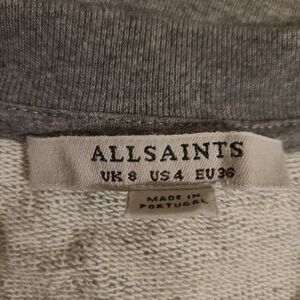 ALLSAINTS
UK 8 US 4 EU 36
MADE IN
PORTUGAL